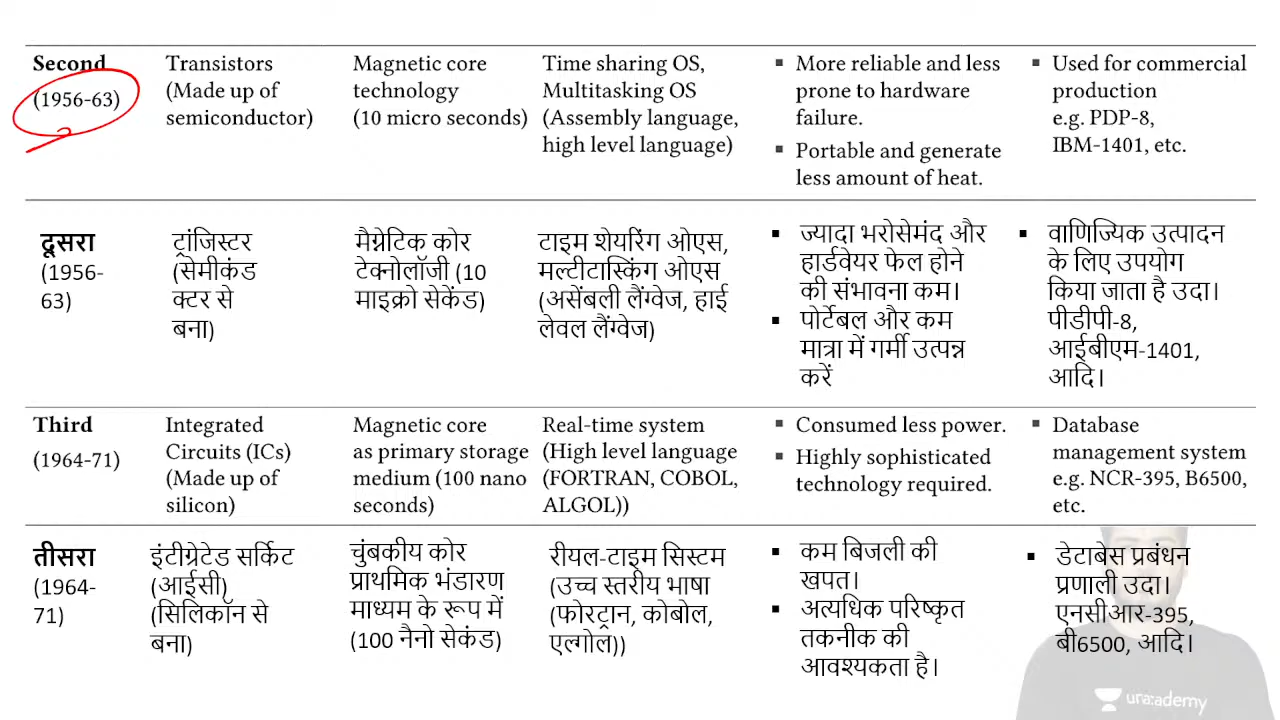 Second
(1956-63)
Transistors
(Made up of
semiconductor)
Magnetic core
technology
(10 micro seconds)
Time sharing OS,
Multitasking OS
(Assembly language,
high level language)
▪ More reliable and less
prone to hardware
failure.
▪ Portable and generate
less amount of heat.
▪ Used for commercial
production
e.g. PDP-8,
IBM-1401, etc.
दूसरा
(1956-
63)
ट्रांजिस्टर
(सेमीकंड
क्टर से
बना)
मैग्नेटिक कोर
टेक्नोलॉजी (10
माइक्रो सेकेंड)
टाइम शेयरिंग ओएस,
मल्टीटास्किंग ओएस
(असेंबली लैंग्वेज, हाई
लेवल लैंग्वेज)
▪ ज्यादा भरोसेमंद और
हार्डवेयर फेल होने
की संभावना कम।
▪ पोर्टेबल और कम
मात्रा में गर्मी उत्पन्न
करें
▪ वाणिज्यिक उत्पादन
के लिए उपयोग
किया जाता है उदा।
पीडीपी-8,
आईबीएम-1401,
आदि।
Third
(1964-71)
Integrated
Circuits (ICs)
(Made up of
silicon)
Magnetic core
as primary storage
medium (100 nano
seconds)
Real-time system
(High level language
(FORTRAN, COBOL,
ALGOL))
▪ Consumed less power.
▪ Highly sophisticated
technology required.
▪ Database
management system
e.g. NCR-395, B6500,
etc.
तीसरा
(1964-
71)
इंटीग्रेटेड सर्किट
(आईसी)
(सिलिकॉन से
बना)
चुंबकीय कोर
प्राथमिक भंडारण
माध्यम के रूप में
(100 नैनो सेकंड)
रीयल-टाइम सिस्टम
(उच्च स्तरीय भाषा
(फोरट्रान, कोबोल,
एल्गोल))
▪ कम बिजली की
खपत।
▪ अत्यधिक परिष्कृत
तकनीक की
आवश्यकता है।
▪ डेटाबेस प्रबंधन
प्रणाली उदा।
एनसीआर-395,
बी6500, आदि।
unacademy